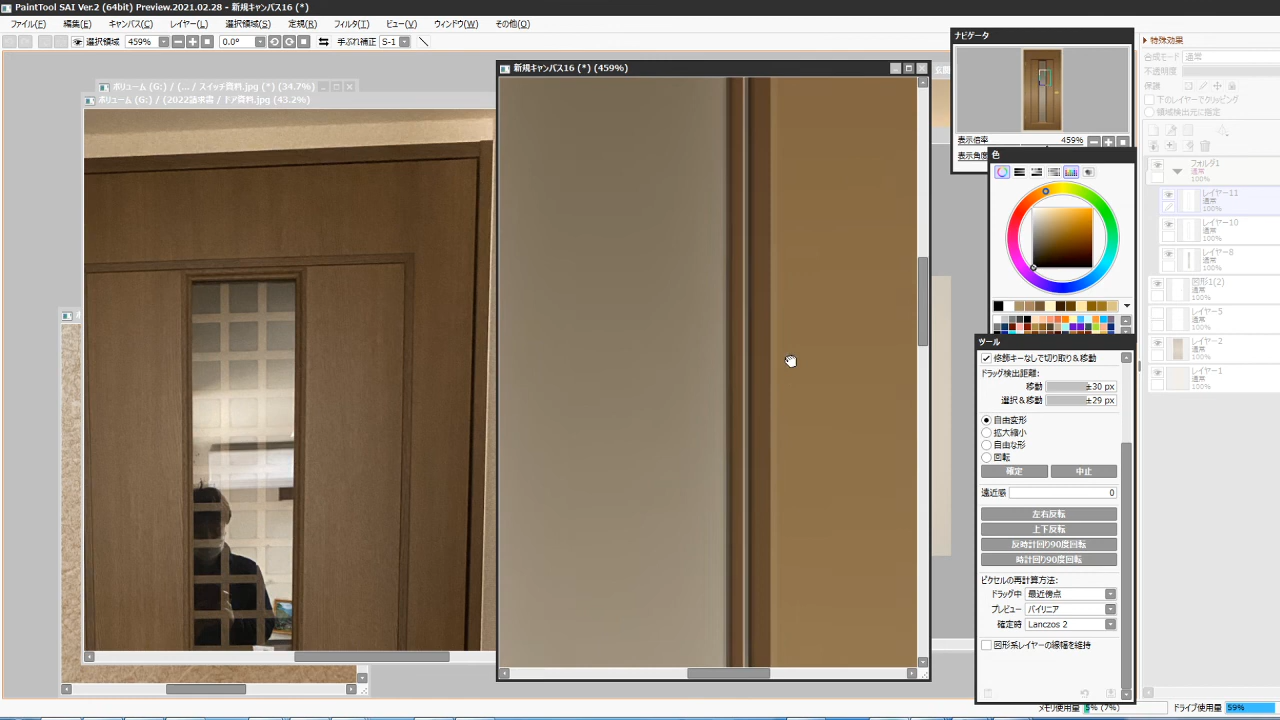 PaintTool SAI Ver.2 (64bit) Preview.2021.02.28 - 新規キャンバス16 (*)
ファイル(F) 編集(E) キャンバス(C) レイヤー(L) 選択領域(S) 定規(R) フィルタ(T) ビュー(V) ウィンドウ(W) その他(O)
選択領域 459% 0.0° 手ぶれ補正 S-1
ボリューム (G:) / (... / スイッチ資料.jpg (*) (34.7%)
ボリューム (G:) / (2022請求書 / ドア資料.jpg (43.2%)
新規キャンバス16 (*) (459%)
ナビゲータ
表示倍率 459%
表示角度
色
ツール
修飾キーなしで切り取り&移動
ドラッグ検出距離:
移動 ±30 px
選択&移動 ±29 px
自由変形
拡大縮小
自由な形
回転
確定 中止
遠近感 0
左右反転
上下反転
反時計回り90度回転
時計回り90度回転
ピクセルの再計算方法:
ドラッグ中 最近傍点
プレビュー バイリニア
確定時 Lanczos 2
図形系レイヤーの線幅を維持
特殊効果
合成モード 通常
不透明度
保護
下のレイヤーでクリッピング
領域検出元に指定
フォルダ1
通常
100%
レイヤー11
通常
100%
レイヤー10
通常
100%
レイヤー8
通常
100%
図形1(2)
通常
100%
レイヤー5
通常
100%
レイヤー2
通常
100%
レイヤー1
通常
100%
メモリ使用量 5% (7%) ドライブ使用量 59%